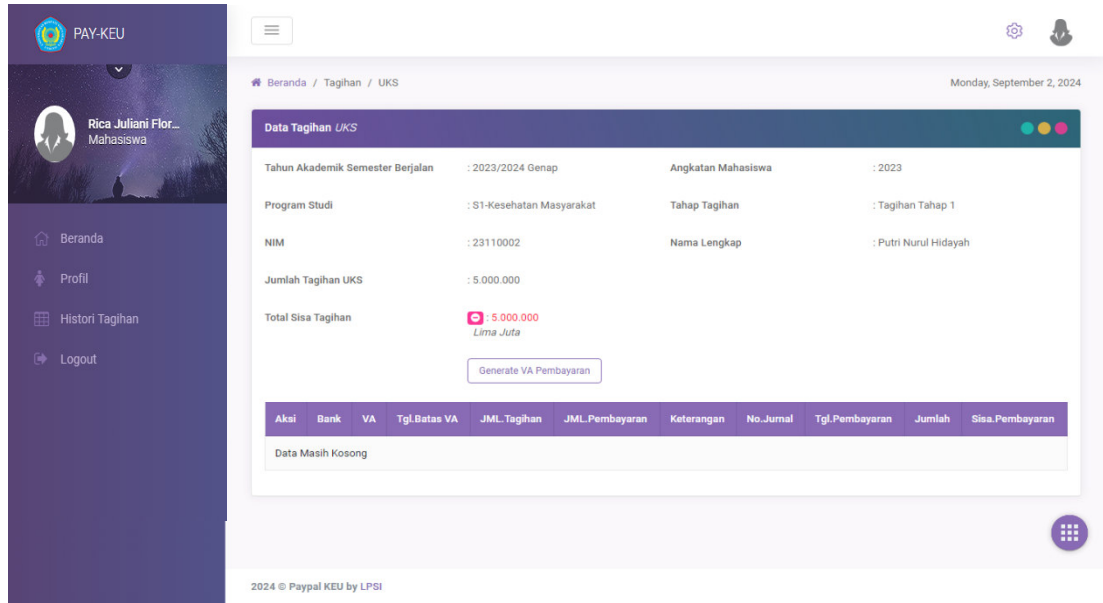 PAY-KEU
Rica Juliani Flor...
Mahasiswa
Beranda
Profil
Histori Tagihan
Logout
Beranda / Tagihan / UKS
Monday, September 2, 2024
Data Tagihan UKS
Tahun Akademik Semester Berjalan : 2023/2024 Genap Angkatan Mahasiswa : 2023
Program Studi : S1-Kesehatan Masyarakat Tahap Tagihan : Tagihan Tahap 1
NIM : 23110002 Nama Lengkap : Putri Nurul Hidayah
Jumlah Tagihan UKS : 5.000.000
Total Sisa Tagihan : 5.000.000
Lima Juta
Generate VA Pembayaran
Aksi Bank VA Tgl.Batas VA JML.Tagihan JML.Pembayaran Keterangan No.Jurnal Tgl.Pembayaran Jumlah Sisa.Pembayaran
Data Masih Kosong
2024 © Paypal KEU by LPSI